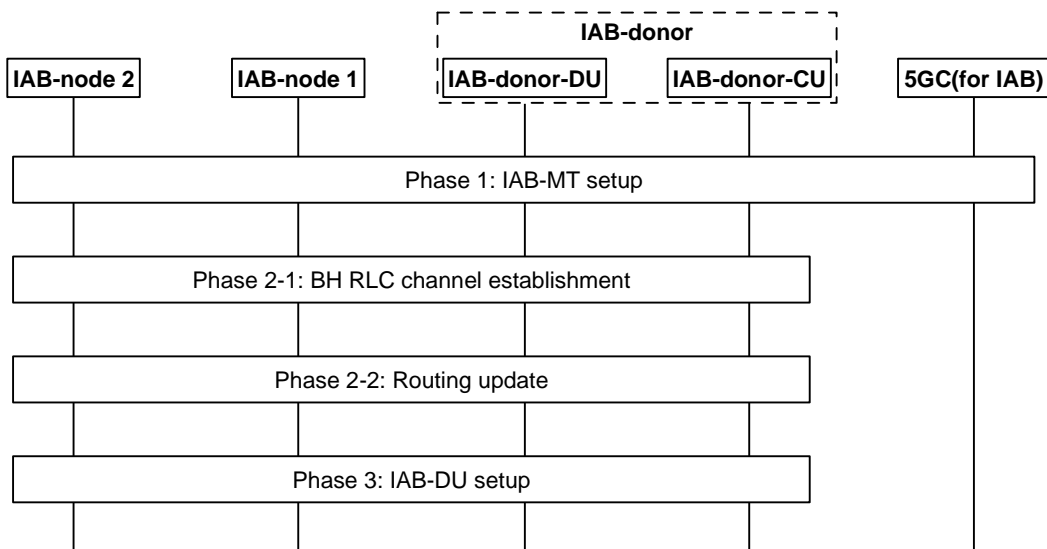 IAB-donor
IAB-node 2
IAB-node 1
IAB-donor-DU
IAB-donor-CU
5GC(for IAB)
Phase 1: IAB-MT setup
Phase 2-1: BH RLC channel establishment
Phase 2-2: Routing update
Phase 3: IAB-DU setup